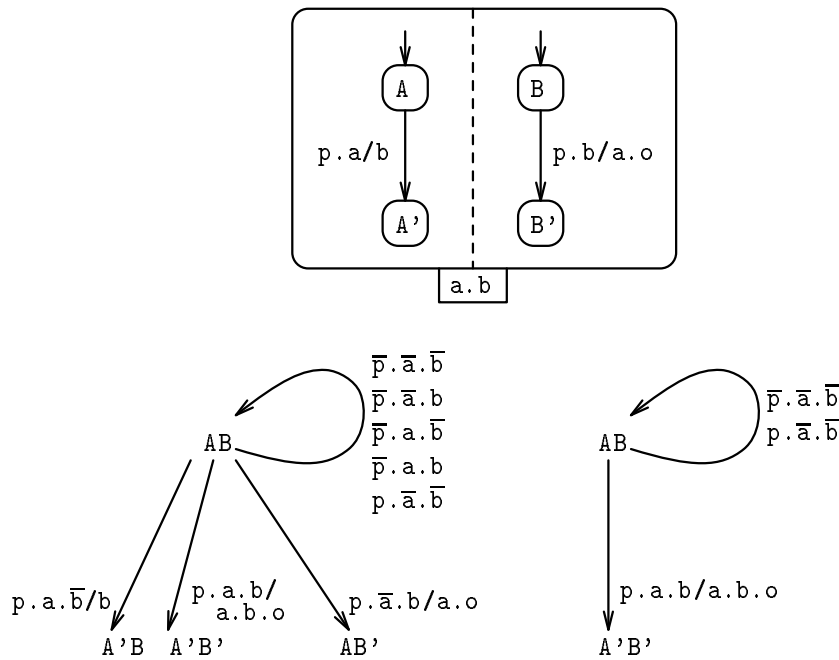 A B
p.a/b p.b/a.o
A' B'
a.b
p̅.a̅.b̅
p̅.a̅.b
p̅.a.b̅
p̅.a.b
p.a̅.b̅
AB
p.a.b̅/b
p.a.b/
a.b.o
p.a̅.b/a.o
A'B A'B' AB'
p̅.a̅.b̅
p.a̅.b̅
AB
p.a.b/a.b.o
A'B'